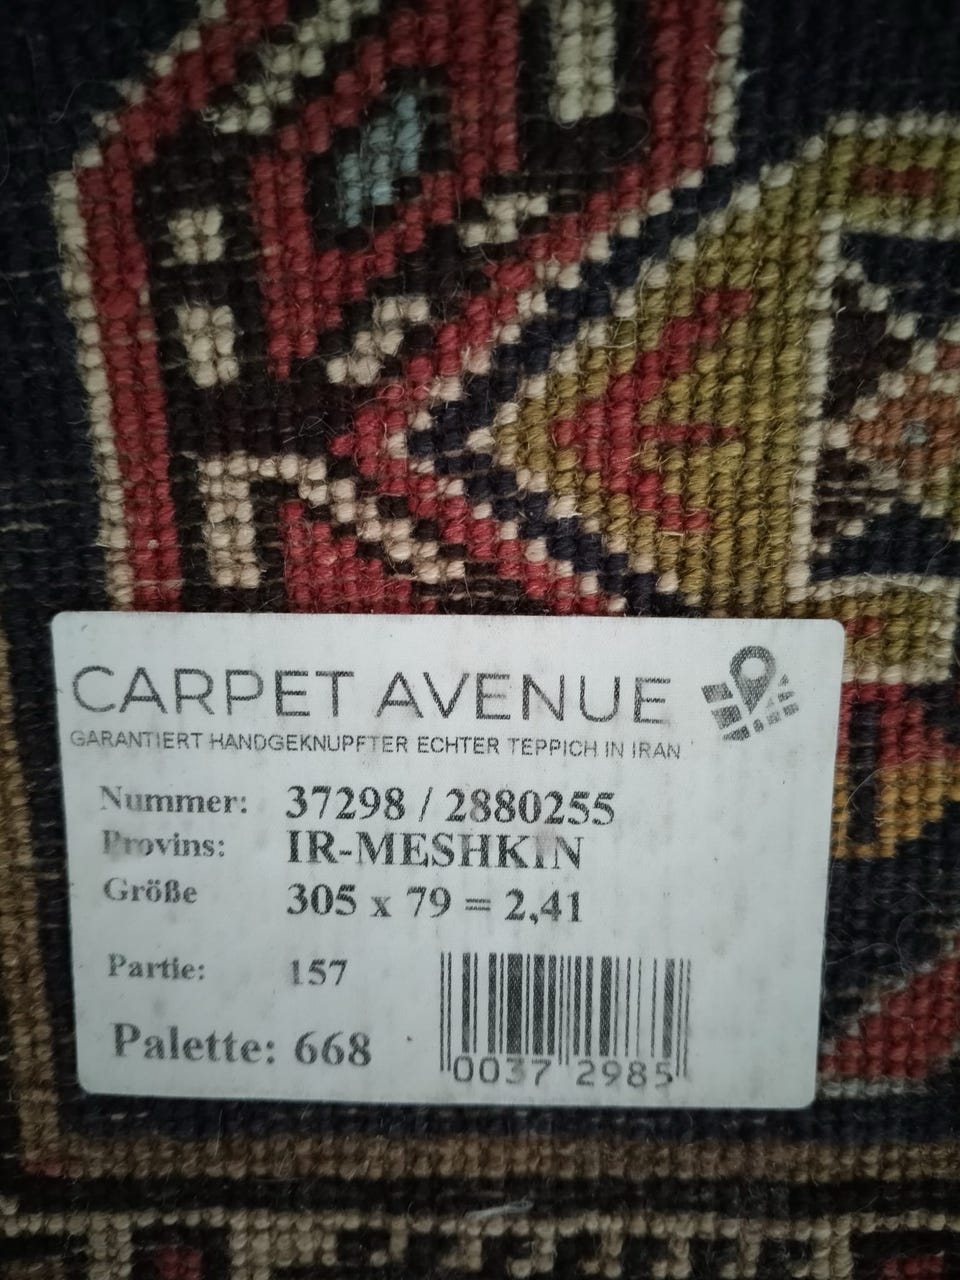 CARPET AVENUE
GARANTIERT HANDGEKNUPFTER ECHTER TEPPICH IN IRAN
Nummer: 37298 / 2880255
Provins: IR-MESHKIN
Größe 305 x 79 = 2,41
Partie: 157
Palette: 668
0037 2985